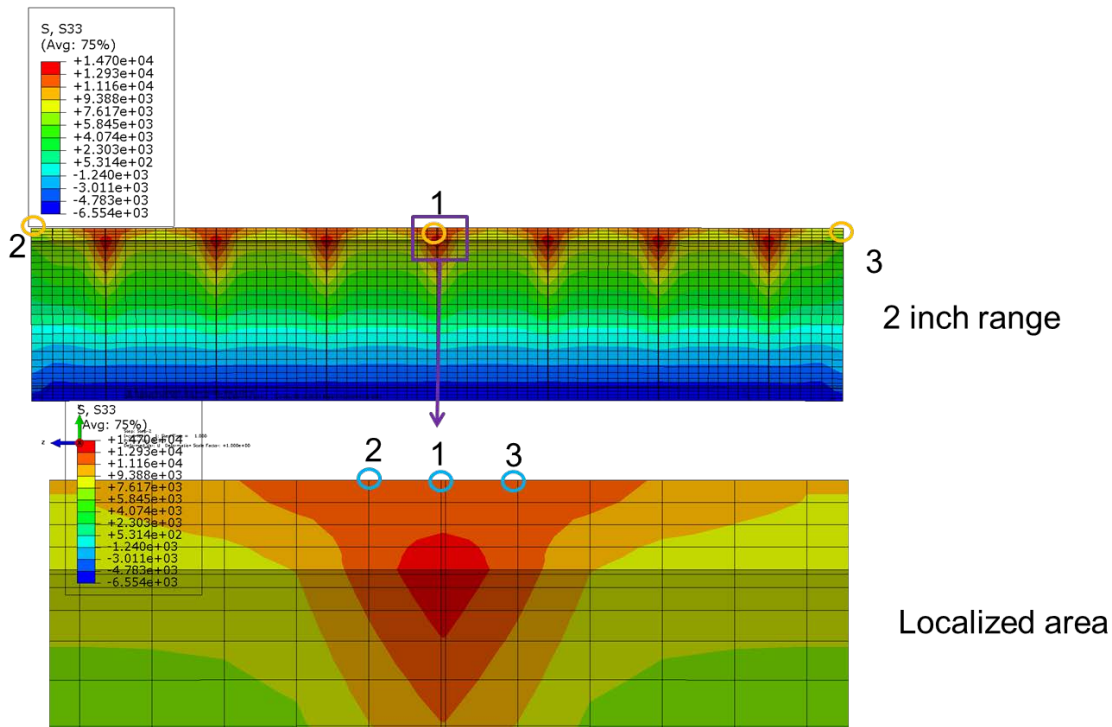 S, S33
(Avg: 75%)
+1.470e+04
+1.293e+04
+1.116e+04
+9.388e+03
+7.617e+03
+5.845e+03
+4.074e+03
+2.303e+03
+5.314e+02
-1.240e+03
-3.011e+03
-4.783e+03
-6.554e+03
1
2
3
2 inch range
S, S33
(Avg: 75%)
+1.470e+04
+1.293e+04
+1.116e+04
+9.388e+03
+7.617e+03
+5.845e+03
+4.074e+03
+2.303e+03
+5.314e+02
-1.240e+03
-3.011e+03
-4.783e+03
-6.554e+03
Z
2
1
3
Localized area